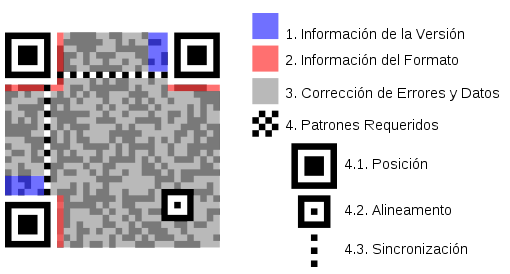 1. Información de la Versión
2. Información del Formato
3. Corrección de Errores y Datos
4. Patrones Requeridos
4.1. Posición
4.2. Alineamento
4.3. Sincronización